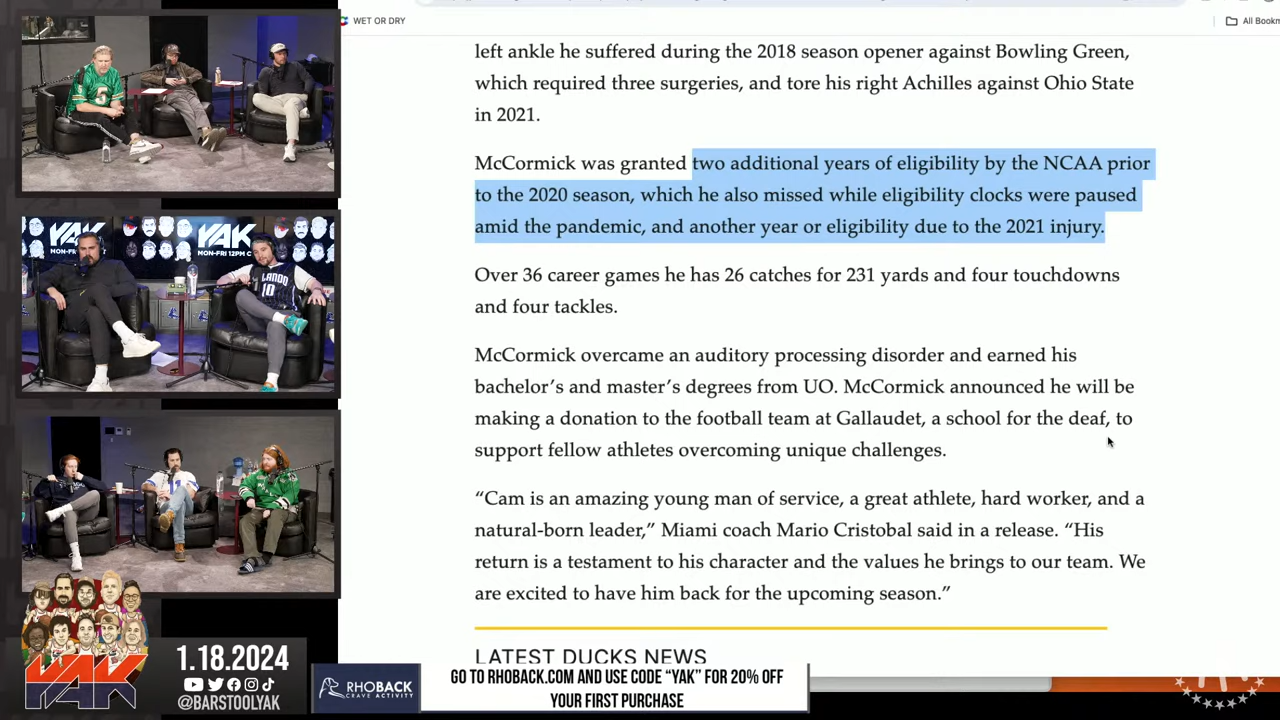 WET OR DRY
All Bookm
left ankle he suffered during the 2018 season opener against Bowling Green,
which required three surgeries, and tore his right Achilles against Ohio State
in 2021.
McCormick was granted two additional years of eligibility by the NCAA prior
to the 2020 season, which he also missed while eligibility clocks were paused
amid the pandemic, and another year or eligibility due to the 2021 injury.
Over 36 career games he has 26 catches for 231 yards and four touchdowns
and four tackles.
McCormick overcame an auditory processing disorder and earned his
bachelor’s and master’s degrees from UO. McCormick announced he will be
making a donation to the football team at Gallaudet, a school for the deaf, to
support fellow athletes overcoming unique challenges.
“Cam is an amazing young man of service, a great athlete, hard worker, and a
natural-born leader,” Miami coach Mario Cristobal said in a release. “His
return is a testament to his character and the values he brings to our team. We
are excited to have him back for the upcoming season.”
LATEST DUCKS NEWS
YAK
MON-FRI
YAK
MON-FRI 12PM C
LANDO
10
YAK
1.18.2024
@BARSTOOLYAK
RHOBACK
CRAVE ACTIVITY
GO TO RHOBACK.COM AND USE CODE “YAK” FOR 20% OFF
YOUR FIRST PURCHASE